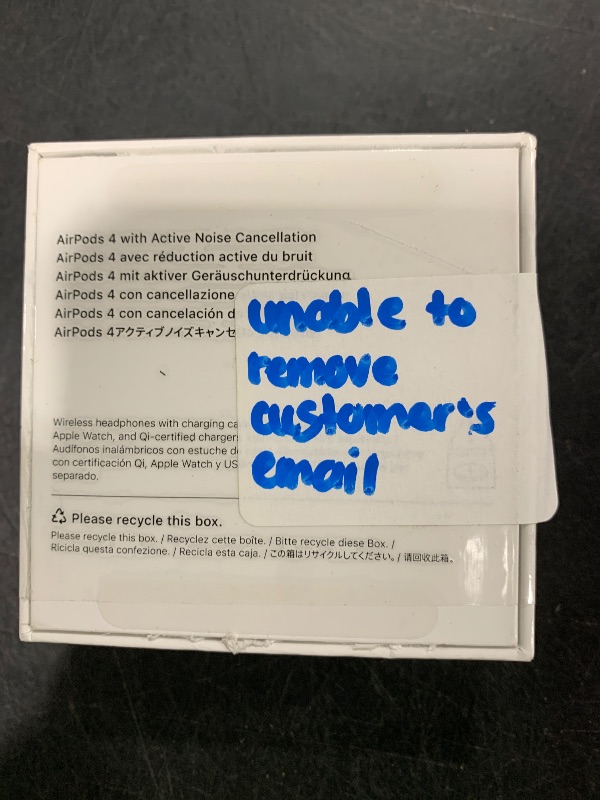 AirPods 4 with Active Noise Cancellation
AirPods 4 avec réduction active du bruit
AirPods 4 mit aktiver Geräuschunterdrückung
AirPods 4 con cancellazione
AirPods 4 con cancelación d
AirPods 4アクティブノイズキャンセ
unable to
remove
customer's
email
Wireless headphones with charging ca
Apple Watch, and Qi-certified chargers
Audífonos inalámbricos con estuche de
con certificación Qi, Apple Watch y US
separado.
Please recycle this box.
Please recycle this box. / Recyclez cette boîte. / Bitte recycle diese Box. /
Ricicla questa confezione. / Recicla esta caja. / この箱はリサイクルしてください。/ 请回收此箱。